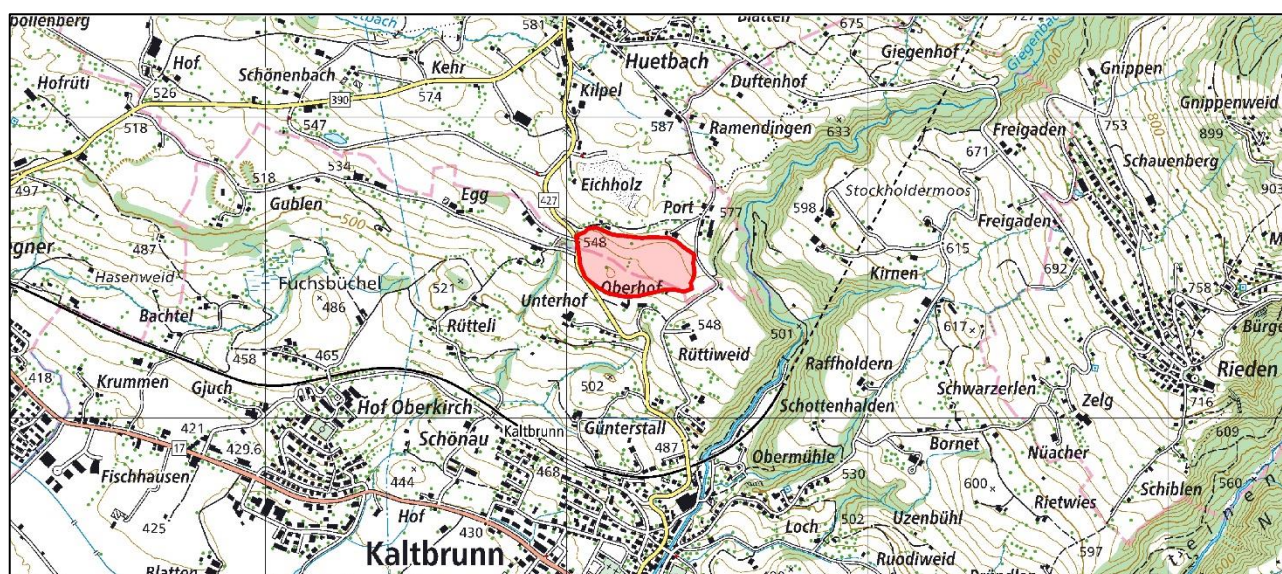 581
675
727
Giegenbach
Hof
Kehr
Huetbach
Giegenhof
Gnippen
Hofrüti
526
Schönenbach
574
Kilpel
Duftenhof
Gnippenweid
390
587
Ramendingen
633
753
800
899
518
547
Freigaden
671
Schauenberg
497
518
534
Eichholz
Stockholdermoos
903
Gublen
500
Egg
427
Port
577
598
Freigaden
487
548
615
Hasenweid
Fuchsbüchel
521
Oberhof
Kirnen
692
758
Bachtel
486
Unterhof
548
501
617
Rütteli
Rüttiweid
Raffholdern
418
458
465
Krummen
Gjuch
502
Schwarzerlen
Zelg
Rieden
Hof Oberkirch
Schottenhalden
716
421
Schönau
Kaltbrunn
Günterstall
Bornet
609
17
429.6
468
487
Obermühle
Nüacher
Fischhausen
444
530
600
560
Hof
Rietwies
Schiblen
425
430
Loch
502
Uzenbühl
Kaltbrunn
597
Blatten
Ruodiweid